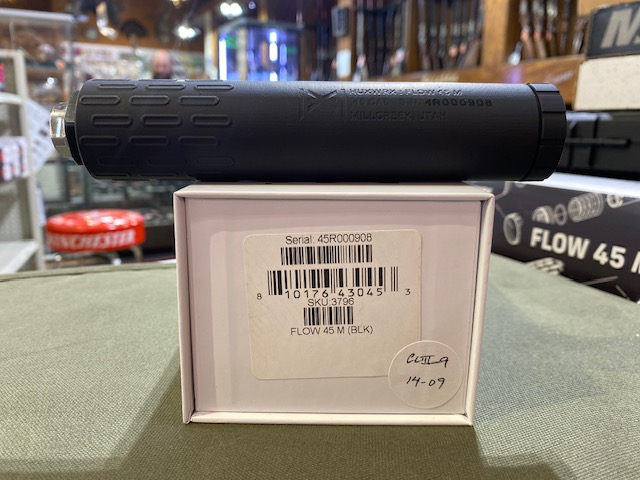 HUXWRX FLOW 45 M
MILLCREEK, UTAH
WINCHESTER
FLOW 45 M
Serial: 45R000908
8 10176 43045 3
SKU:3796
FLOW 45 M (BLK)
14-09